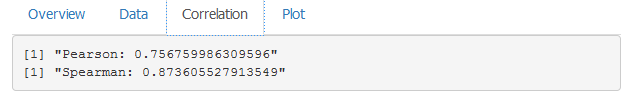 Overview Data Correlation Plot
[1] "Pearson: 0.756759986309596"
[1] "Spearman: 0.873605527913549"